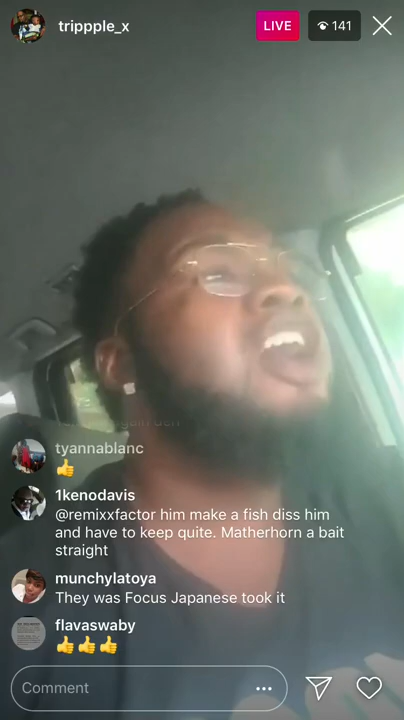 trippple_x
LIVE
141
tyannablanc
👍
1kenodavis
@remixxfactor him make a fish diss him
and have to keep quite. Matherhorn a bait
straight
munchylatoya
They was Focus Japanese took it
flavaswaby
👍👍👍
Comment